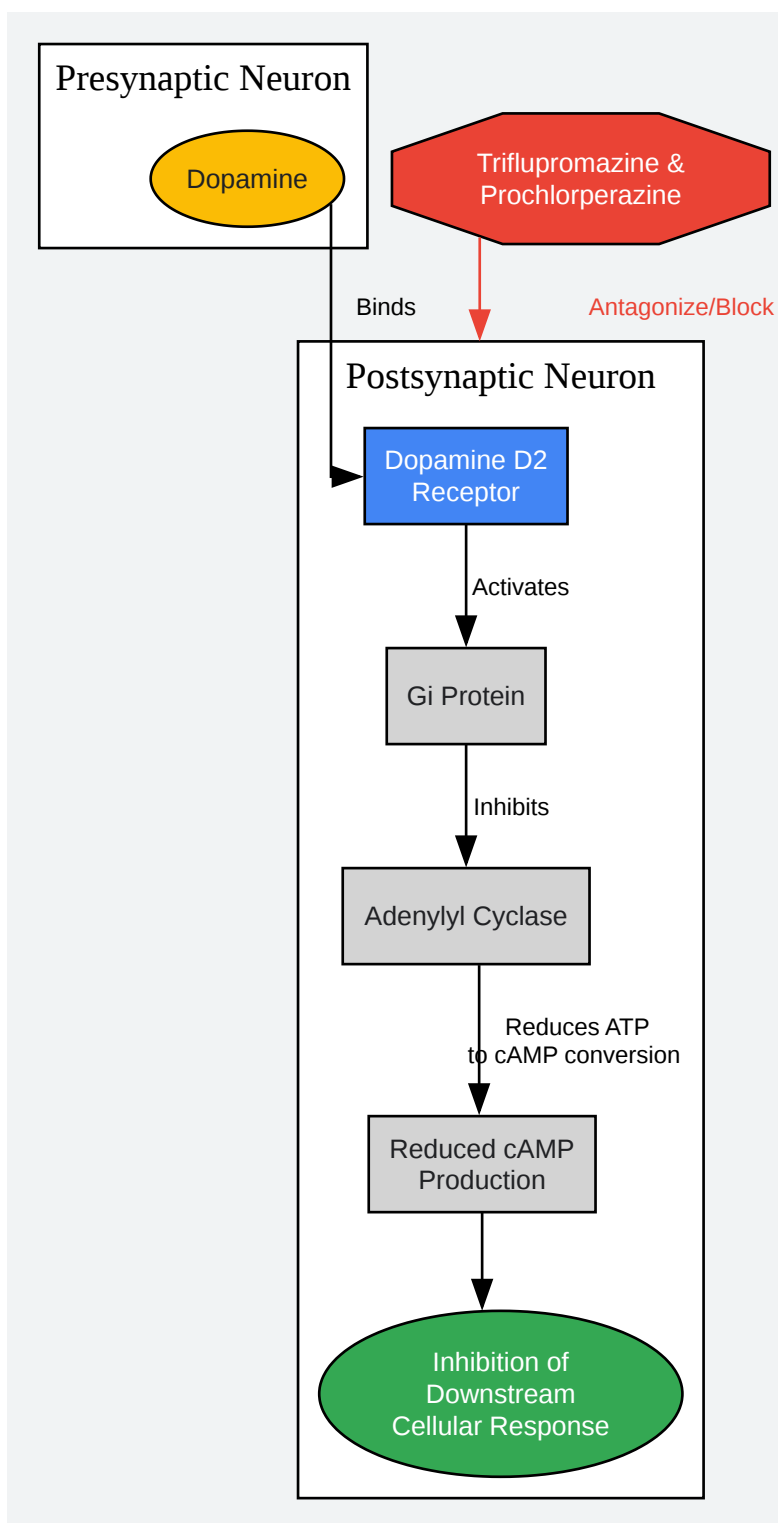 Presynaptic Neuron
Dopamine
Triflupromazine &
Prochlorperazine
Binds
Antagonize/Block
Postsynaptic Neuron
Dopamine D2
Receptor
Activates
Gi Protein
Inhibits
Adenylyl Cyclase
Reduces ATP
to cAMP conversion
Reduced cAMP
Production
Inhibition of
Downstream
Cellular Response